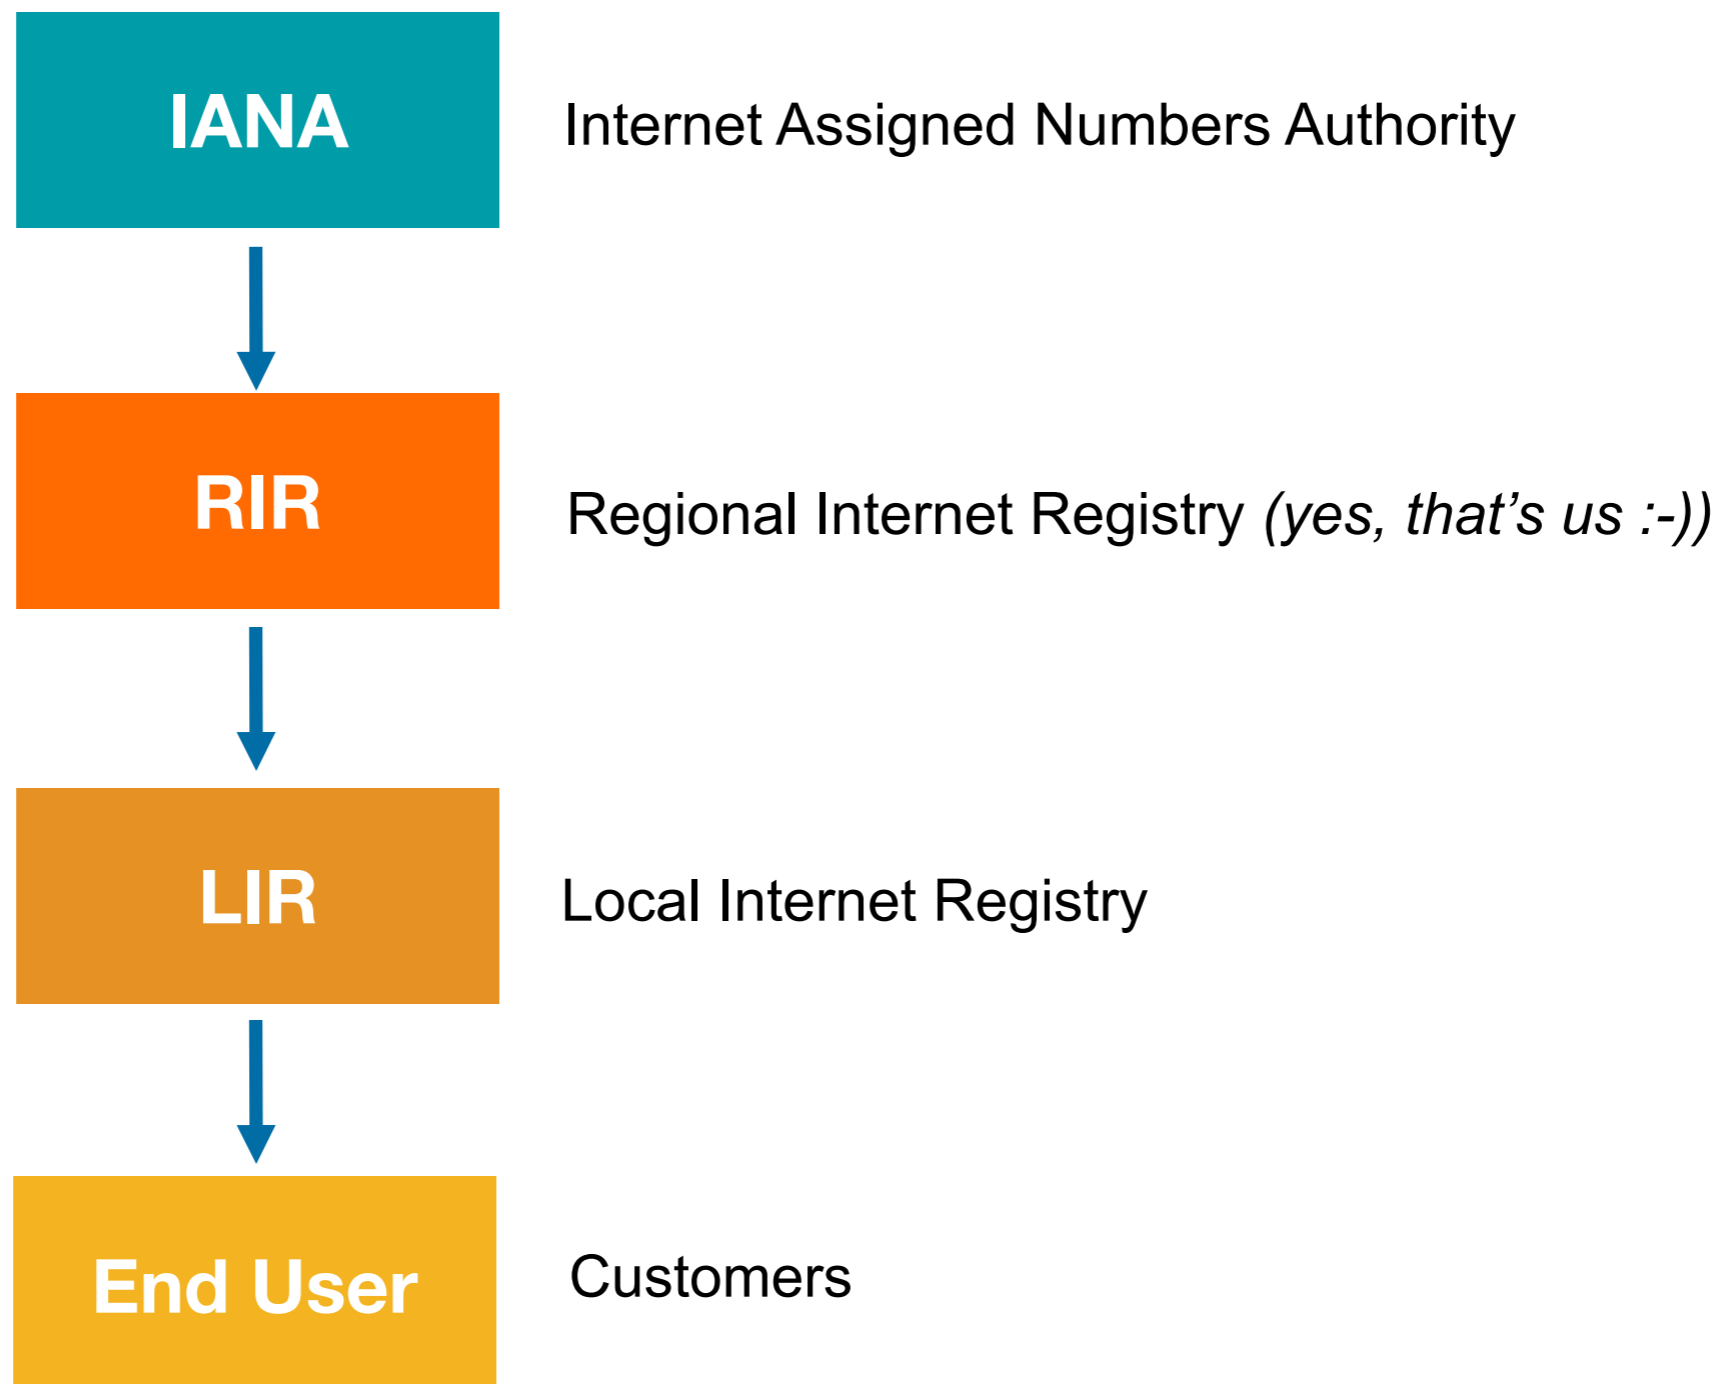 IANA
Internet Assigned Numbers Authority
RIR
Regional Internet Registry (yes, that’s us :-))
LIR
Local Internet Registry
End User
Customers